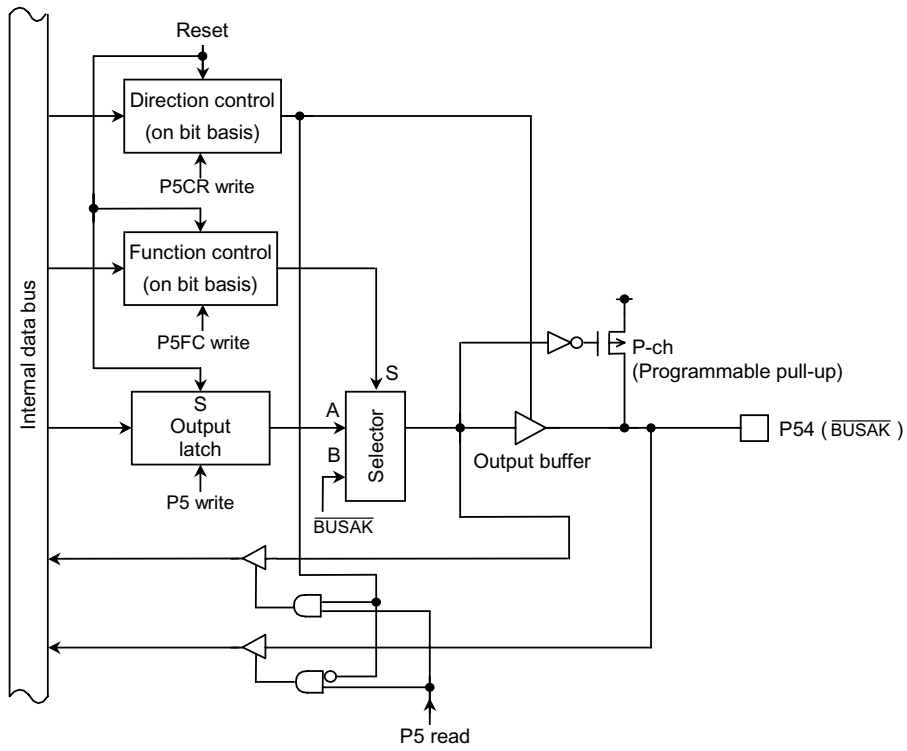 Reset
Direction control
(on bit basis)
P5CR write
Function control
(on bit basis)
P5FC write
Internal data bus
S
Output
latch
P5 write
A
B
S
Selector
BUSAK
Output buffer
P-ch
(Programmable pull-up)
P54 ( BUSAK )
P5 read